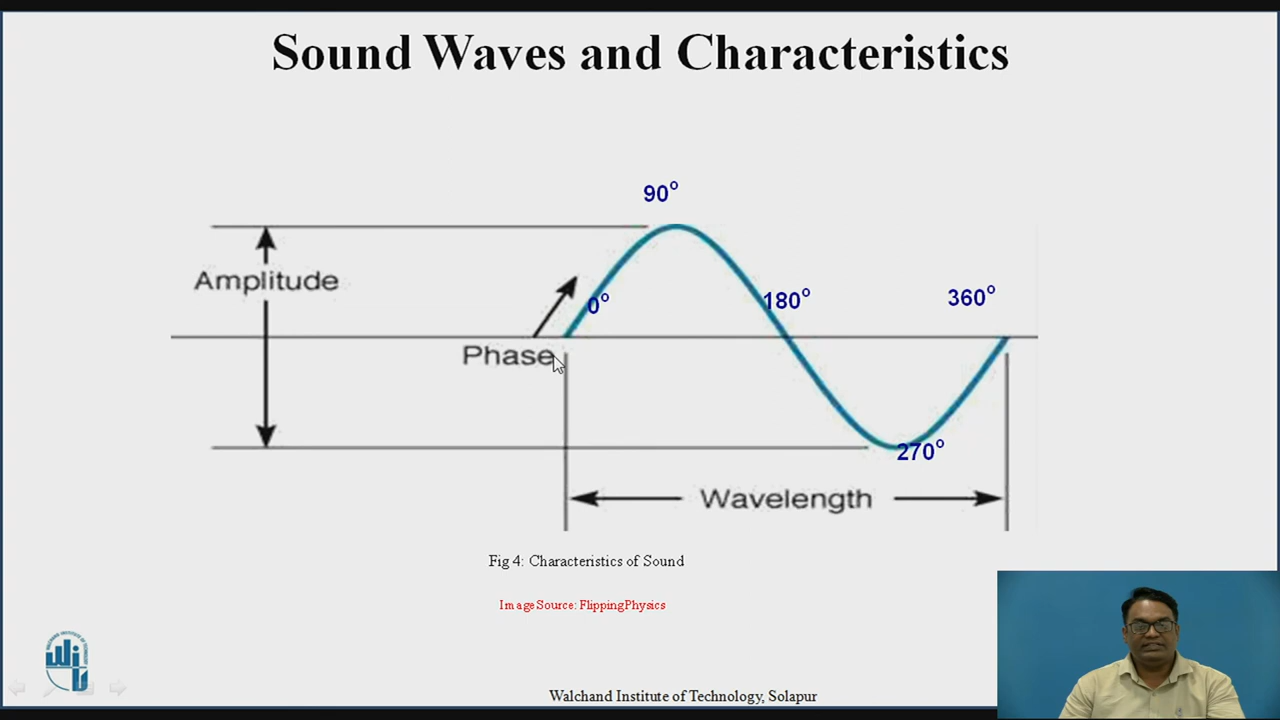 Sound Waves and Characteristics
90°
Amplitude
0°
180°
360°
Phase
270°
Wavelength
Fig 4: Characteristics of Sound
Image Source: FlippingPhysics
WIT
Walchand Institute of Technology, Solapur